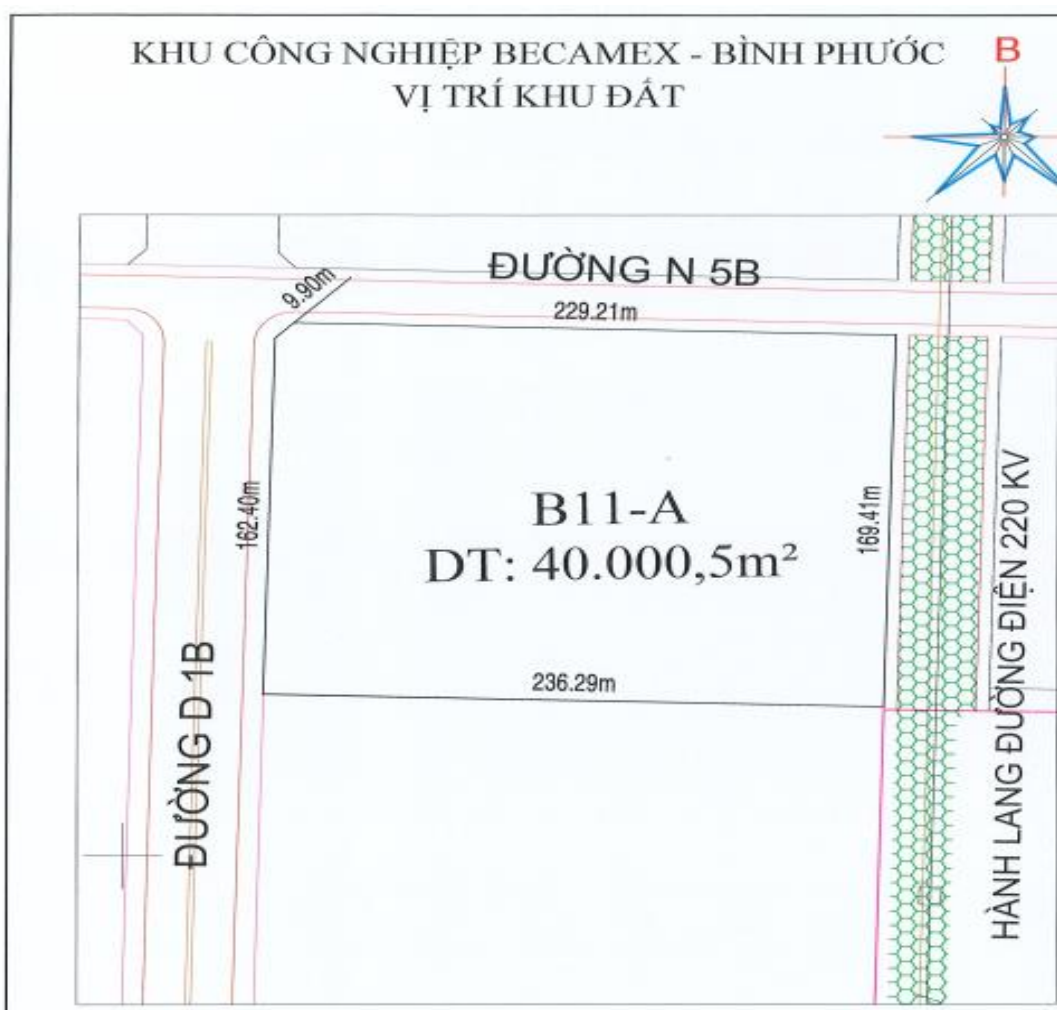 KHU CÔNG NGHIỆP BECAMEX - BÌNH PHƯỚC
VỊ TRÍ KHU ĐẤT
B
ĐƯỜNG N 5B
9.90m
229.21m
162.40m
B11-A
DT: 40.000,5m²
169.41m
236.29m
ĐƯỜNG D 1B
HÀNH LANG ĐƯỜNG ĐIỆN 220 KV